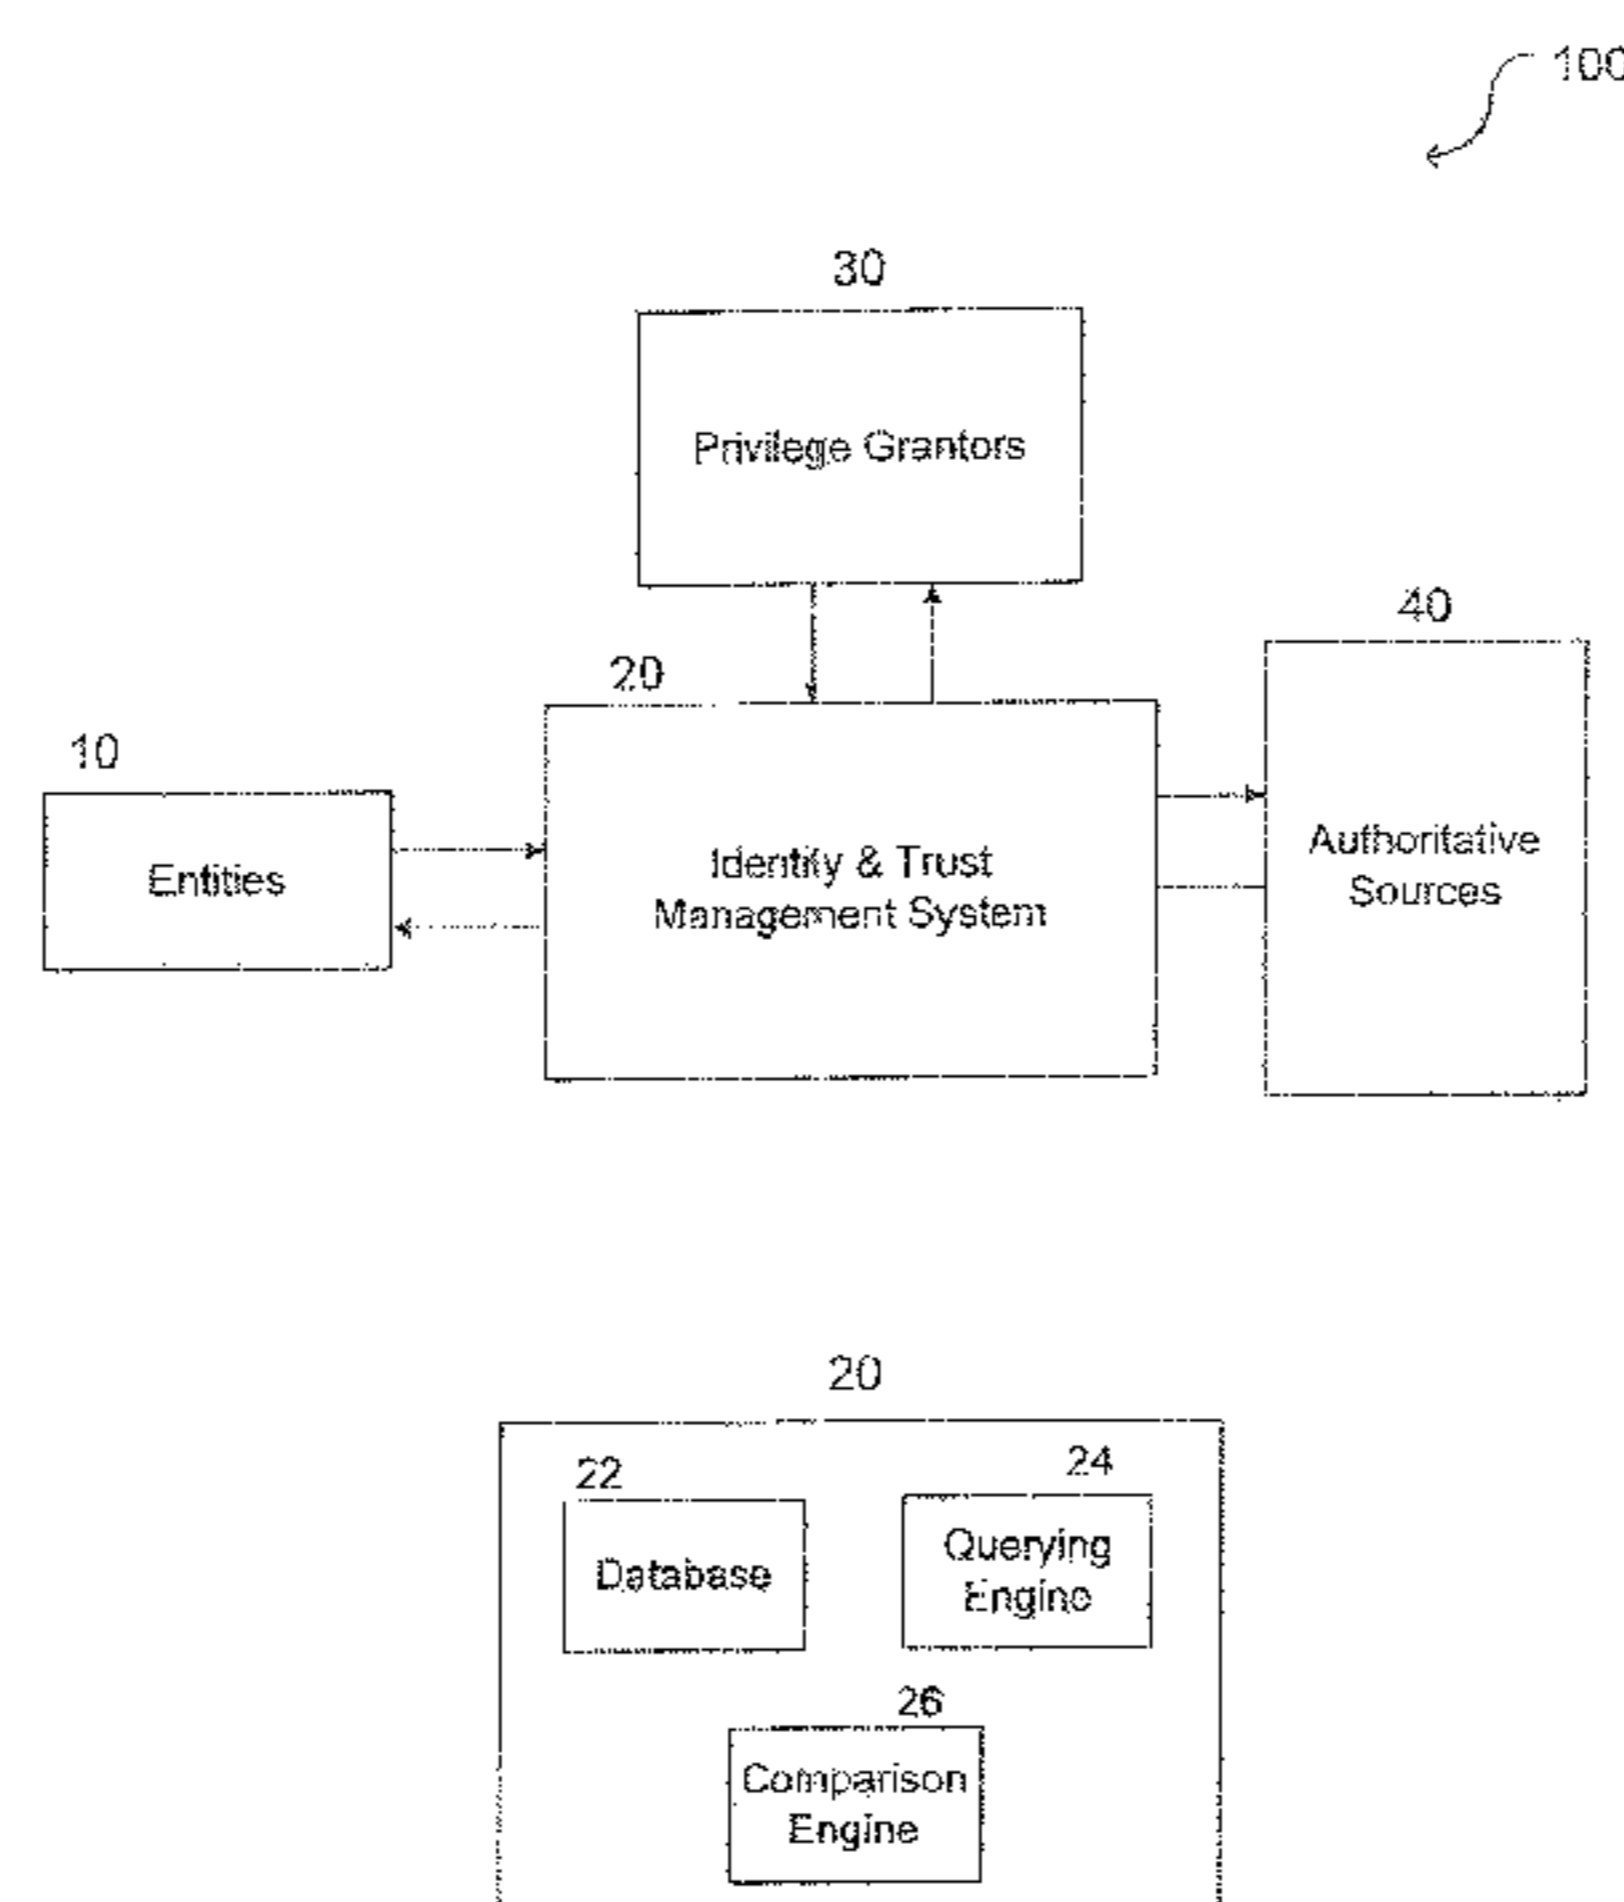 100
30
Privilege Grantors
40
20
10
Entities
Identity & Trust
Management System
Authoritative
Sources
20
22
24
Database
Querying
Engine
26
Comparison
Engine